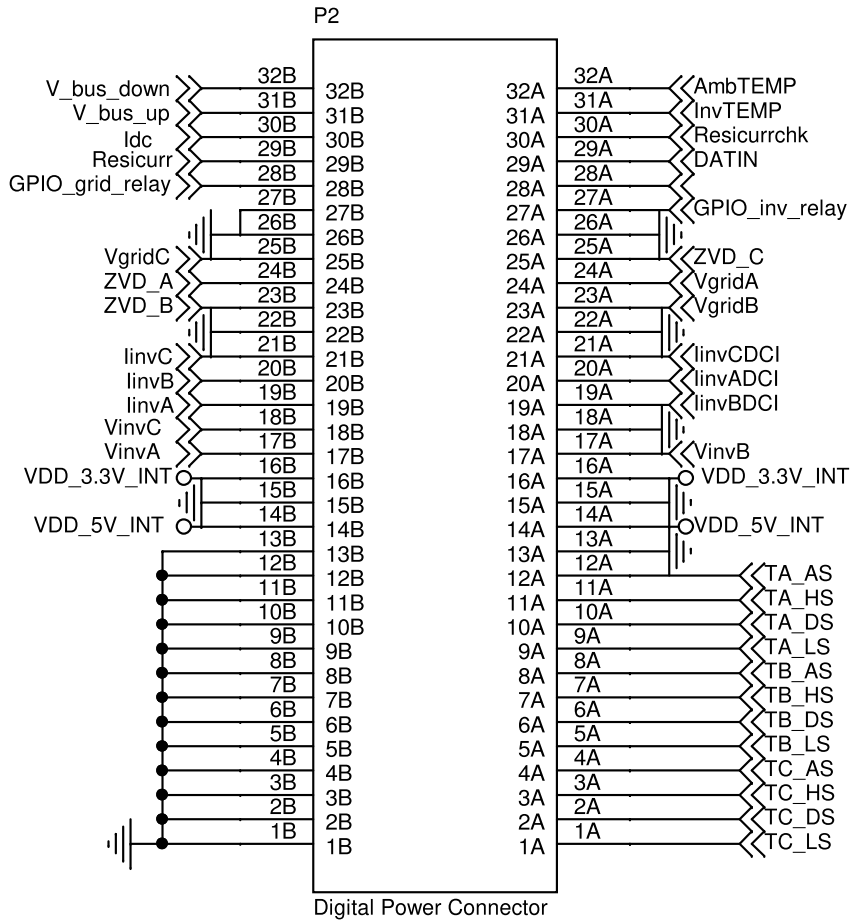 P2
32B 32A
V_bus_down 32B 32A AmbTEMP
31B 31A
V_bus_up 31B 31A InvTEMP
30B 30A
Idc 30B 30A Resicurrchk
29B 29A
Resicurr 29B 29A DATIN
28B 28A
GPIO_grid_relay 28B 28A
27B 27A
27B 27A GPIO_inv_relay
26B 26A
26B 26A
25B 25A
VgridC 25B 25A ZVD_C
24B 24A
ZVD_A 24B 24A VgridA
23B 23A
ZVD_B 23B 23A VgridB
22B 22A
22B 22A
21B 21A
IinvC 21B 21A IinvCDCI
20B 20A
IinvB 20B 20A IinvADCI
19B 19A
IinvA 19B 19A IinvBDCI
18B 18A
VinvC 18B 18A
17B 17A
VinvA 17B 17A VinvB
16B 16A
VDD_3.3V_INT 16B 16A VDD_3.3V_INT
15B 15A
15B 15A
14B 14A
VDD_5V_INT 14B 14A VDD_5V_INT
13B 13A
13B 13A
12B 12A
12B 12A TA_AS
11B 11A
11B 11A TA_HS
10B 10A
10B 10A TA_DS
9B 9A
9B 9A TA_LS
8B 8A
8B 8A TB_AS
7B 7A
7B 7A TB_HS
6B 6A
6B 6A TB_DS
5B 5A
5B 5A TB_LS
4B 4A
4B 4A TC_AS
3B 3A
3B 3A TC_HS
2B 2A
2B 2A TC_DS
1B 1A
1B 1A TC_LS
Digital Power Connector